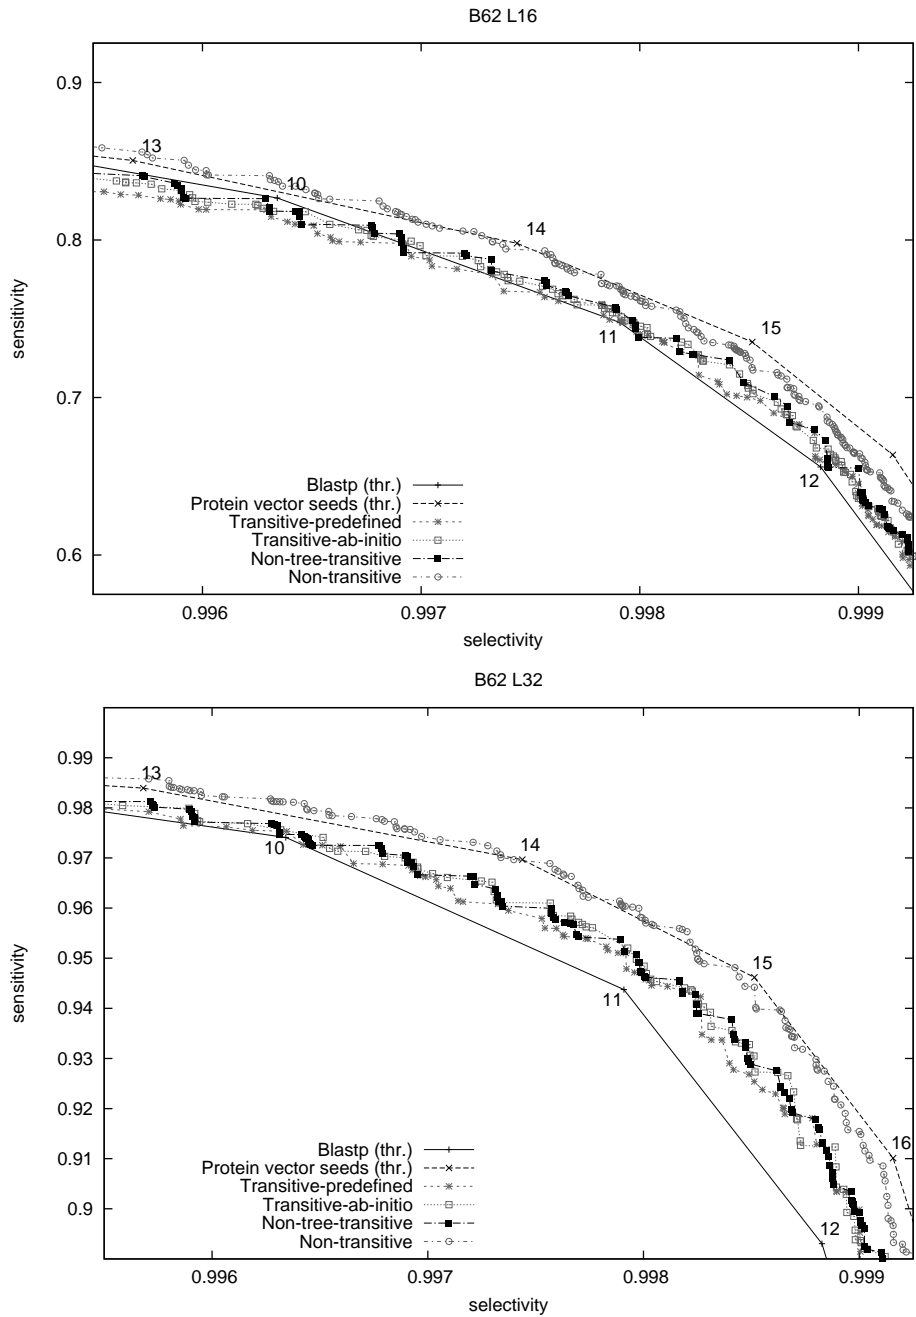 B62 L16
0.9
0.8
0.7
0.6
sensitivity
13
10
14
11
15
12
Blastp (thr.)
Protein vector seeds (thr.)
Transitive-predefined
Transitive-ab-initio
Non-tree-transitive
Non-transitive
0.996 0.997 0.998 0.999
selectivity
B62 L32
0.99
0.98
0.97
0.96
0.95
0.94
0.93
0.92
0.91
0.9
sensitivity
13
10
14
11
15
16
12
Blastp (thr.)
Protein vector seeds (thr.)
Transitive-predefined
Transitive-ab-initio
Non-tree-transitive
Non-transitive
0.996 0.997 0.998 0.999
selectivity